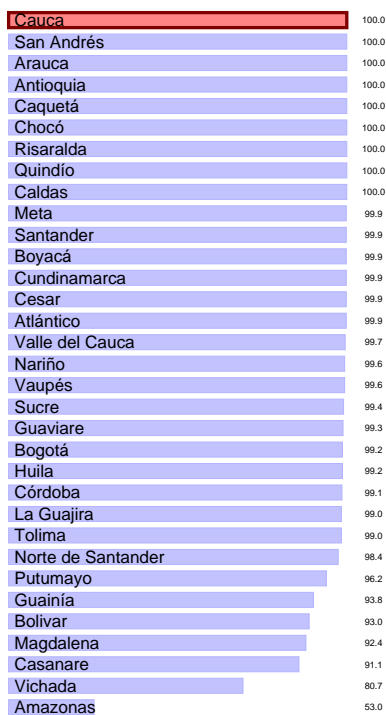 Cauca 100.0
San Andrés 100.0
Arauca 100.0
Antioquia 100.0
Caquetá 100.0
Chocó 100.0
Risaralda 100.0
Quindío 100.0
Caldas 100.0
Meta 99.9
Santander 99.9
Boyacá 99.9
Cundinamarca 99.9
Cesar 99.9
Atlántico 99.9
Valle del Cauca 99.7
Nariño 99.6
Vaupés 99.6
Sucre 99.4
Guaviare 99.3
Bogotá 99.2
Huila 99.2
Córdoba 99.1
La Guajira 99.0
Tolima 99.0
Norte de Santander 98.4
Putumayo 96.2
Guainía 93.8
Bolivar 93.0
Magdalena 92.4
Casanare 91.1
Vichada 80.7
Amazonas 53.0